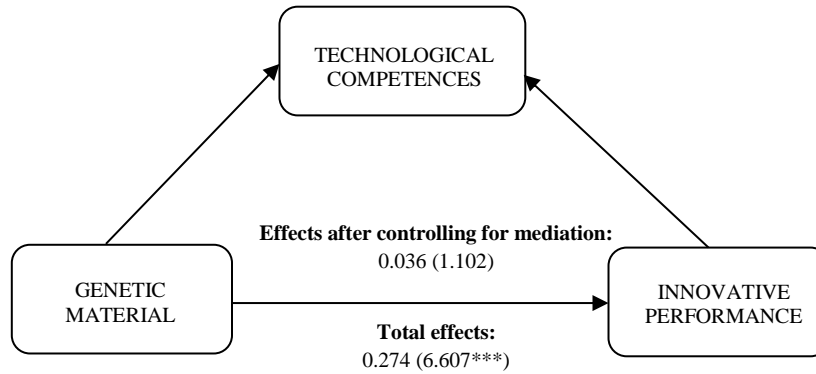 TECHNOLOGICAL
COMPETENCES
Effects after controlling for mediation:
0.036 (1.102)
GENETIC
MATERIAL
INNOVATIVE
PERFORMANCE
Total effects:
0.274 (6.607***)